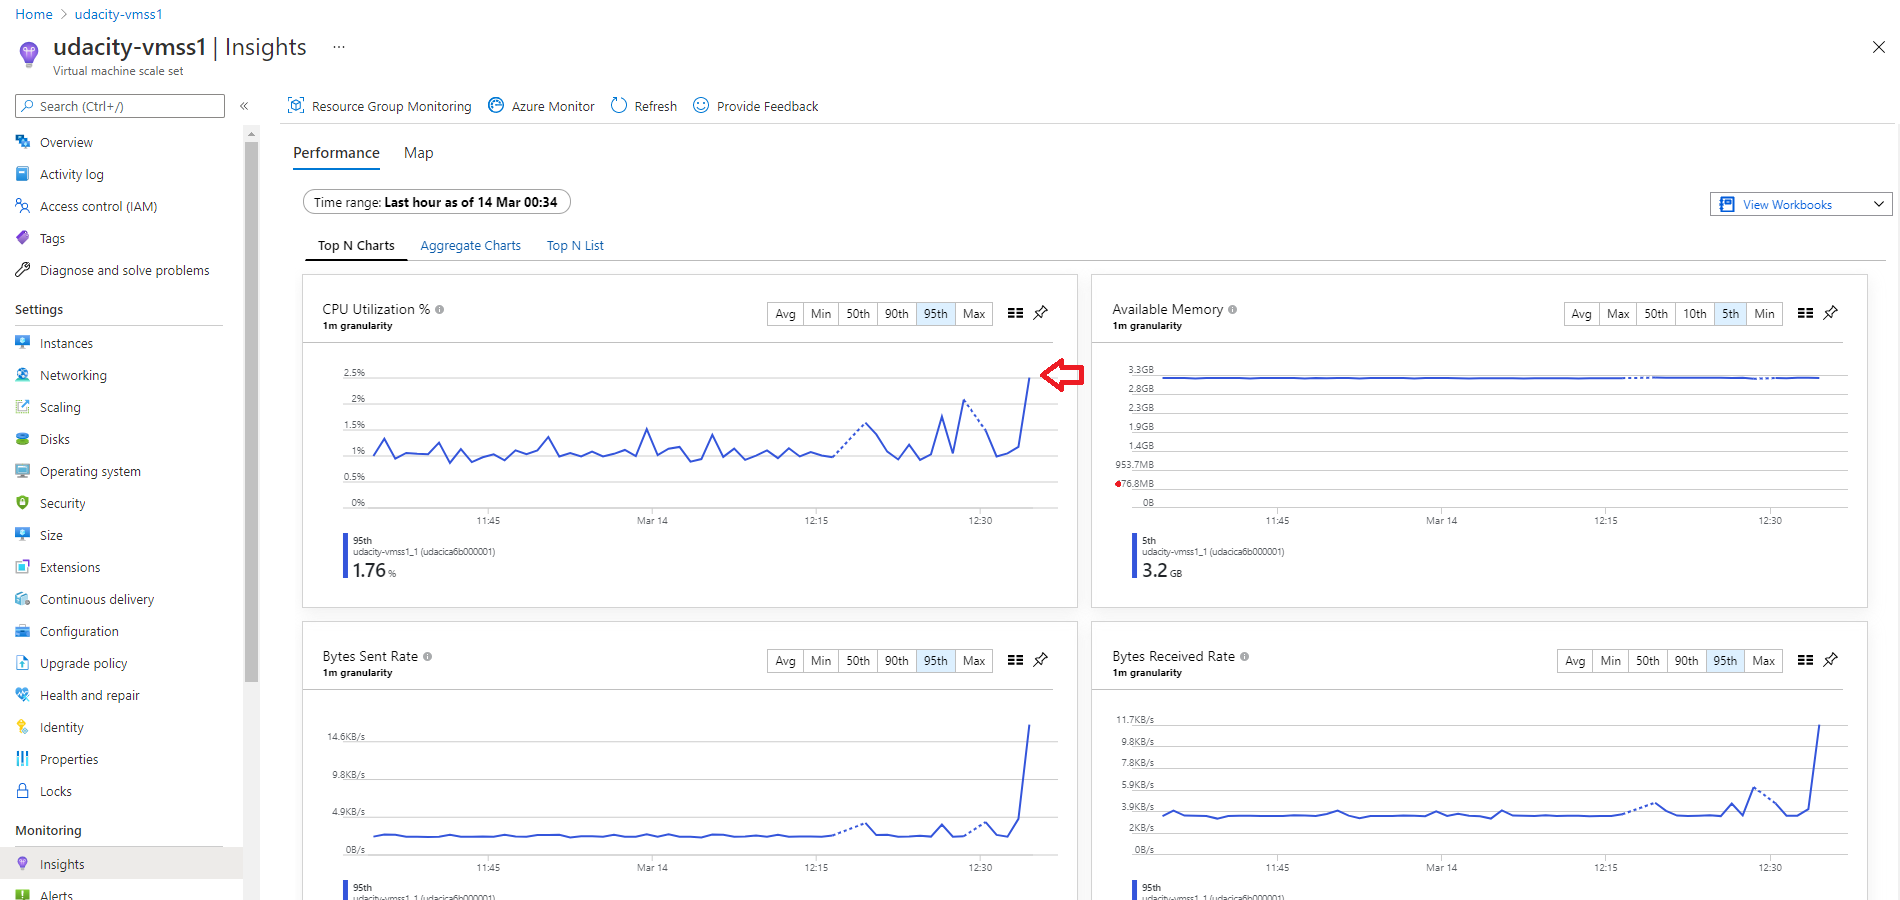 Home > udacity-vmss1
udacity-vmss1 | Insights ...
Virtual machine scale set
Search (Ctrl+/)
«
Overview
Activity log
Access control (IAM)
Tags
Diagnose and solve problems
Settings
Instances
Networking
Scaling
Disks
Operating system
Security
Size
Extensions
Continuous delivery
Configuration
Upgrade policy
Health and repair
Identity
Properties
Locks
Monitoring
Insights
Alerts
Resource Group Monitoring Azure Monitor Refresh Provide Feedback
Performance Map
Time range: Last hour as of 14 Mar 00:34
View Workbooks
Top N Charts Aggregate Charts Top N List
CPU Utilization %
1m granularity
Avg Min 50th 90th 95th Max
2.5%
2%
1.5%
1%
0.5%
0%
11:45 Mar 14 12:15 12:30
95th
udacity-vmss1_1 (udacica6b000001)
1.76 %
Available Memory
1m granularity
Avg Max 50th 10th 5th Min
3.3GB
2.8GB
2.3GB
1.9GB
1.4GB
953.7MB
76.8MB
0B
11:45 Mar 14 12:15 12:30
5th
udacity-vmss1_1 (udacica6b000001)
3.2 GB
Bytes Sent Rate
1m granularity
Avg Min 50th 90th 95th Max
14.6KB/s
9.8KB/s
4.9KB/s
0B/s
11:45 Mar 14 12:15 12:30
95th
udacity-vmss1_1 (udacica6b000001)
Bytes Received Rate
1m granularity
Avg Min 50th 90th 95th Max
11.7KB/s
9.8KB/s
7.8KB/s
5.9KB/s
3.9KB/s
2KB/s
0B/s
11:45 Mar 14 12:15 12:30
95th
udacity-vmss1_1 (udacica6b000001)